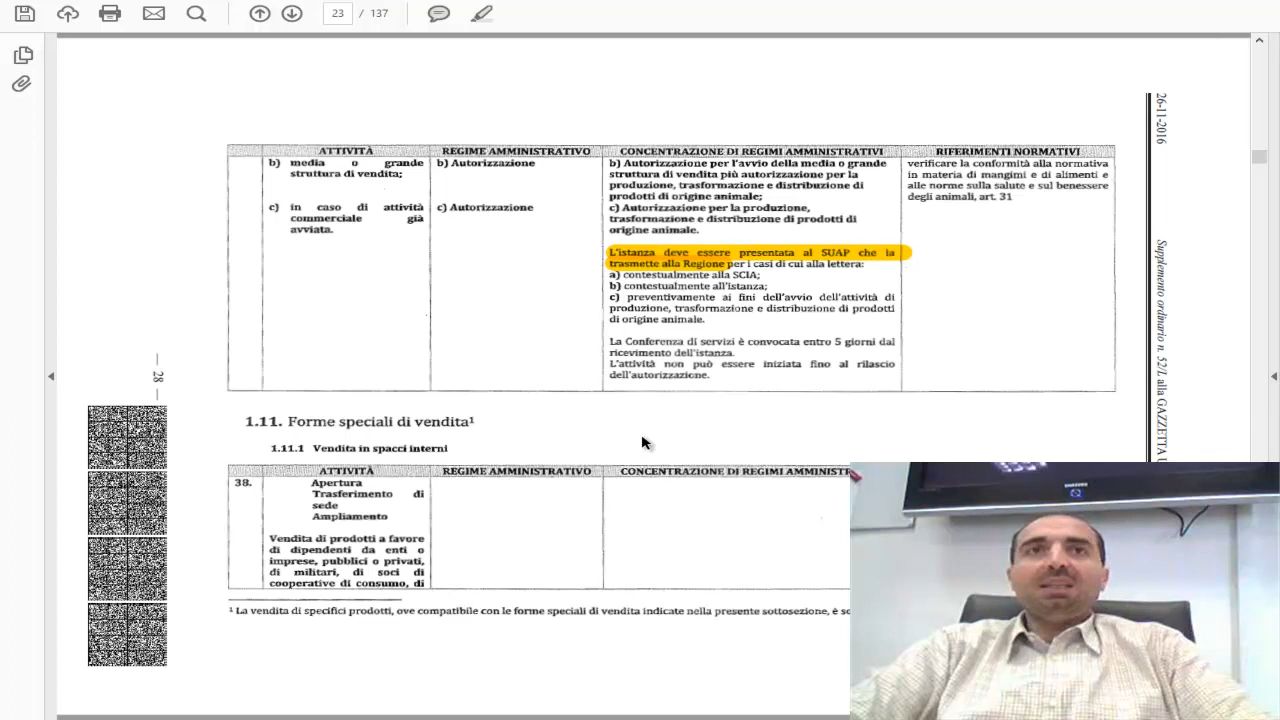 23 / 137
26-11-2016
Supplemento ordinario n. 52/L alla GAZZETTA U
— 28 —
ATTIVITÀ REGIME AMMINISTRATIVO CONCENTRAZIONE DI REGIMI AMMINISTRATIVI RIFERIMENTI NORMATIVI
b) media o grande
struttura di vendita;
c) in caso di attività
commerciale già
avviata.
b) Autorizzazione
c) Autorizzazione
b) Autorizzazione per l'avvio della media o grande
struttura di vendita più autorizzazione per la
produzione, trasformazione e distribuzione di
prodotti di origine animale;
c) Autorizzazione per la produzione,
trasformazione e distribuzione di prodotti di
origine animale.
L'istanza deve essere presentata al SUAP che la
trasmette alla Regione per i casi di cui alla lettera:
a) contestualmente alla SCIA;
b) contestualmente all'istanza;
c) preventivamente ai fini dell'avvio dell'attività di
produzione, trasformazione e distribuzione di prodotti
di origine animale.
La Conferenza di servizi è convocata entro 5 giorni dal
ricevimento dell'istanza.
L'attività non può essere iniziata fino al rilascio
dell'autorizzazione.
verificare la conformità alla normativa
in materia di mangimi e di alimenti e
alle norme sulla salute e sul benessere
degli animali, art. 31
1.11. Forme speciali di vendita¹
1.11.1 Vendita in spacci interni
ATTIVITÀ REGIME AMMINISTRATIVO CONCENTRAZIONE DI REGIMI AMMINISTR
38. Apertura
Trasferimento di
sede
Ampliamento
Vendita di prodotti a favore
di dipendenti da enti o
imprese, pubblici o privati,
di militari, di soci di
cooperative di consumo, di
¹ La vendita di specifici prodotti, ove compatibile con le forme speciali di vendita indicate nella presente sottosezione, è so
SAMSUNG